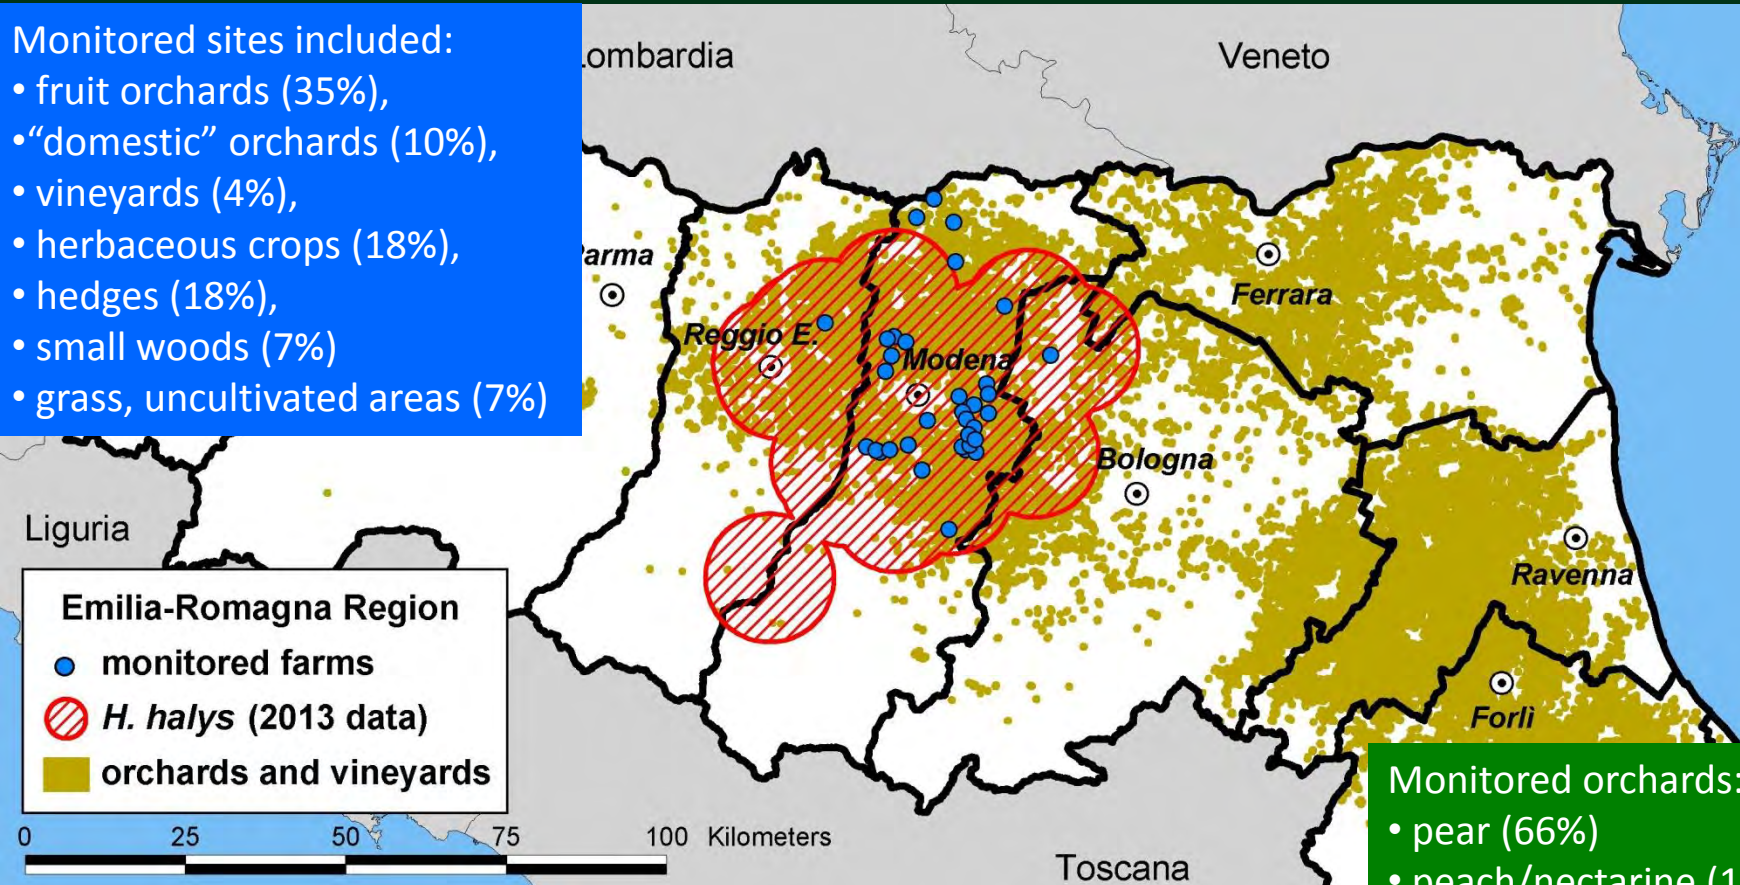 Monitored sites included:
• fruit orchards (35%),
•“domestic” orchards (10%),
• vineyards (4%),
• herbaceous crops (18%),
• hedges (18%),
• small woods (7%)
• grass, uncultivated areas (7%)
Veneto
Ferrara
Reggio E.
Modena
Bologna
Liguria
Ravenna
Forlì
Emilia-Romagna Region
monitored farms
H. halys (2013 data)
orchards and vineyards
0 25 50 75 100 Kilometers
Toscana
Monitored orchards:
• pear (66%)
• peach/nectarine